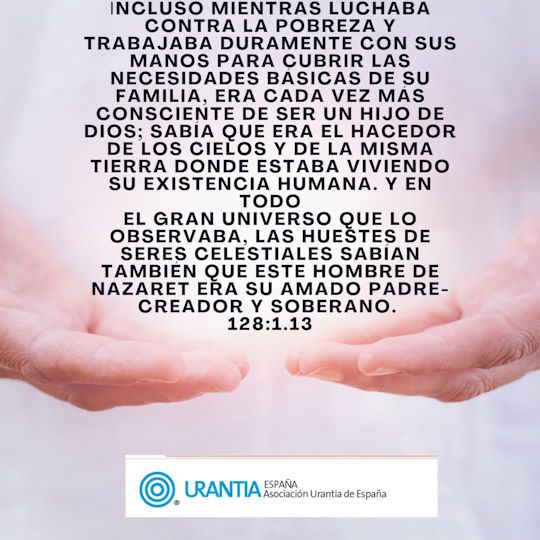 INCLUSO MIENTRAS LUCHABA
CONTRA LA POBREZA Y
TRABAJABA DURAMENTE CON SUS
MANOS PARA CUBRIR LAS
NECESIDADES BÁSICAS DE SU
FAMILIA, ERA CADA VEZ MÁS
CONSCIENTE DE SER UN HIJO DE
DIOS; SABÍA QUE ERA EL HACEDOR
DE LOS CIELOS Y DE LA MISMA
TIERRA DONDE ESTABA VIVIENDO
SU EXISTENCIA HUMANA. Y EN
TODO
EL GRAN UNIVERSO QUE LO
OBSERVABA, LAS HUESTES DE
SERES CELESTIALES SABÍAN
TAMBIÉN QUE ESTE HOMBRE DE
NAZARET ERA SU AMADO PADRE-
CREADOR Y SOBERANO.
128:1.13
URANTIA ESPAÑA
® Asociación Urantia de España